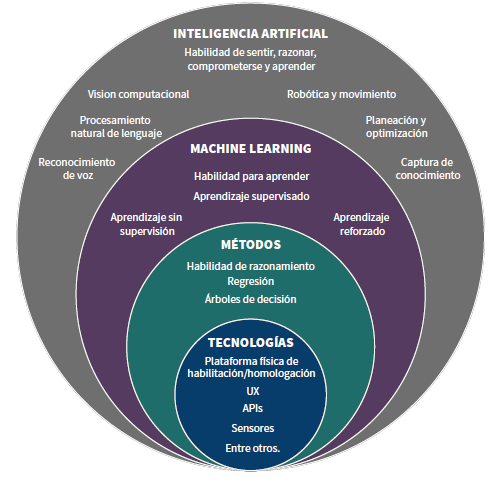 INTELIGENCIA ARTIFICIAL
Habilidad de sentir, razonar,
comprometerse y aprender
Vision computacional
Robótica y movimiento
Procesamiento
natural de lenguaje
Planeación y
optimización
Reconocimiento
de voz
Captura de
conocimiento
MACHINE LEARNING
Habilidad para aprender
Aprendizaje supervisado
Aprendizaje sin
supervisión
Aprendizaje
reforzado
MÉTODOS
Habilidad de razonamiento
Regresión
Árboles de decisión
TECNOLOGÍAS
Plataforma física de
habilitación/homologación
UX
APIs
Sensores
Entre otros.